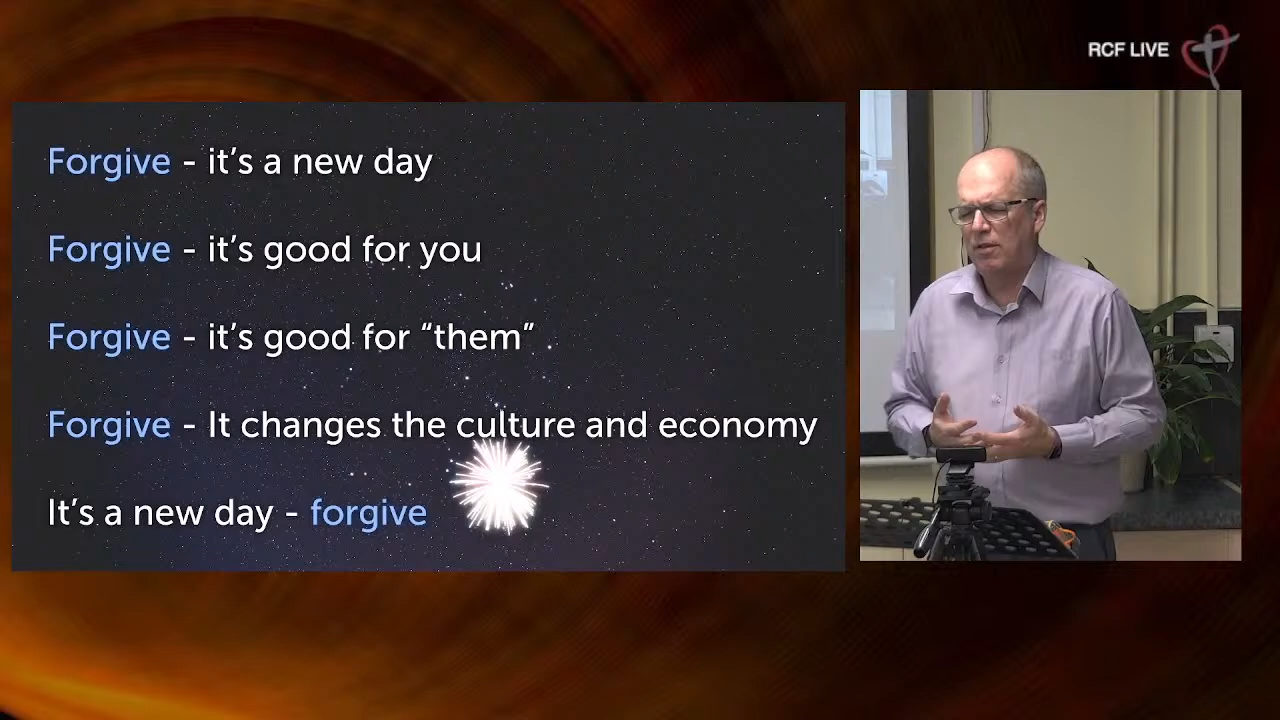 RCF LIVE
Forgive - it's a new day
Forgive - it's good for you
Forgive - it's good for “them” .
Forgive - It changes the culture and economy
It's a new day - forgive